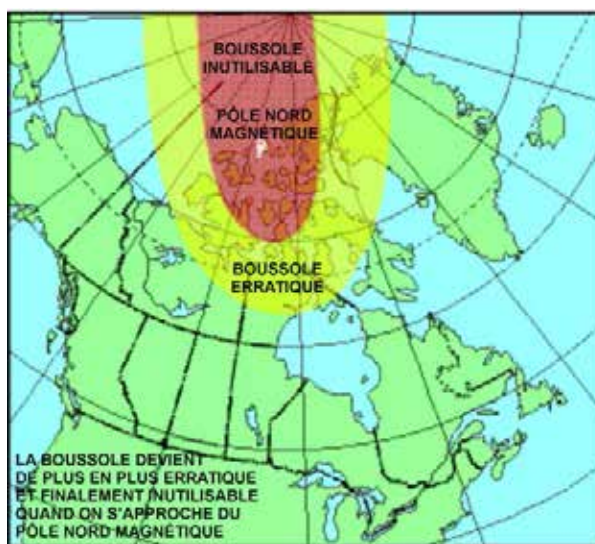 BOUSSOLE
INUTILISABLE
PÔLE NORD
MAGNÉTIQUE
P
BOUSSOLE
ERRATIQUE
LA BOUSSOLE DEVIENT
DE PLUS EN PLUS ERRATIQUE
ET FINALEMENT INUTILISABLE
QUAND ON S'APPROCHE DU
PÔLE NORD MAGNÉTIQUE